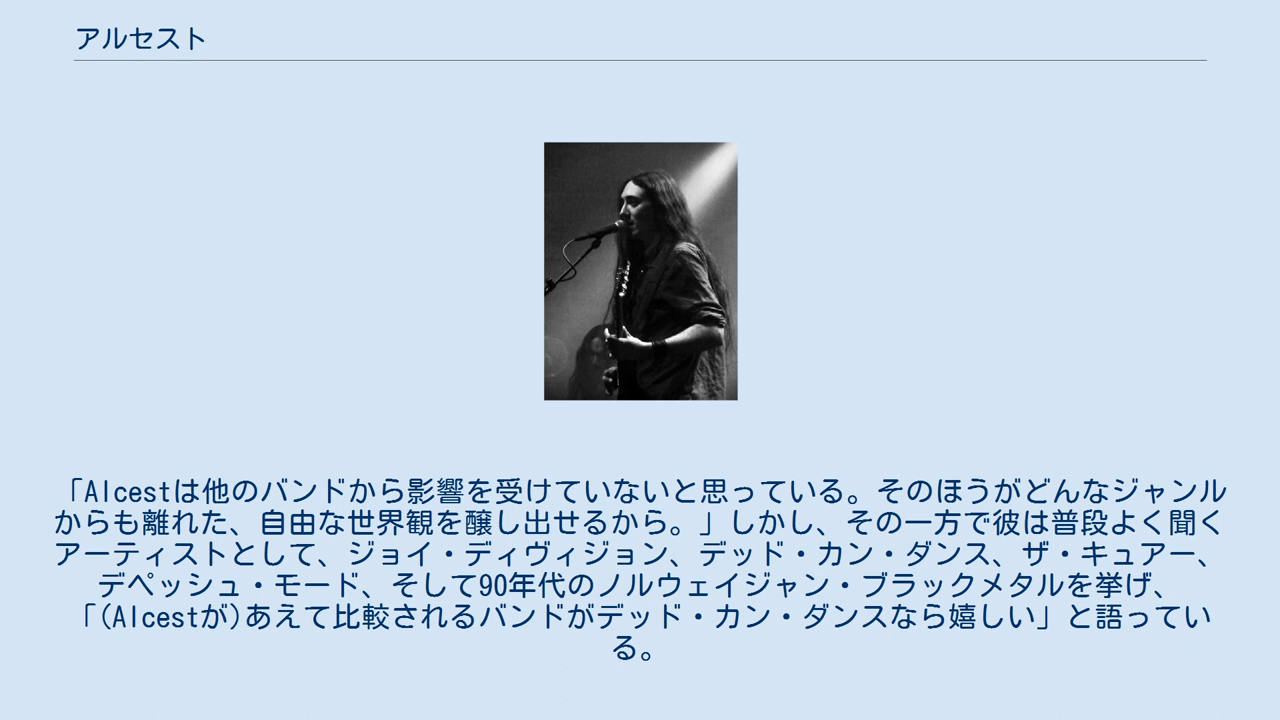 アルセスト
「Alcestは他のバンドから影響を受けていないと思っている。そのほうがどんなジャンル
からも離れた、自由な世界観を醸し出せるから。」しかし、その一方で彼は普段よく聞く
アーティストとして、ジョイ・ディヴィジョン、デッド・カン・ダンス、ザ・キュアー、
デペッシュ・モード、そして90年代のノルウェイジャン・ブラックメタルを挙げ、
「(Alcestが)あえて比較されるバンドがデッド・カン・ダンスなら嬉しい」と語ってい
る。